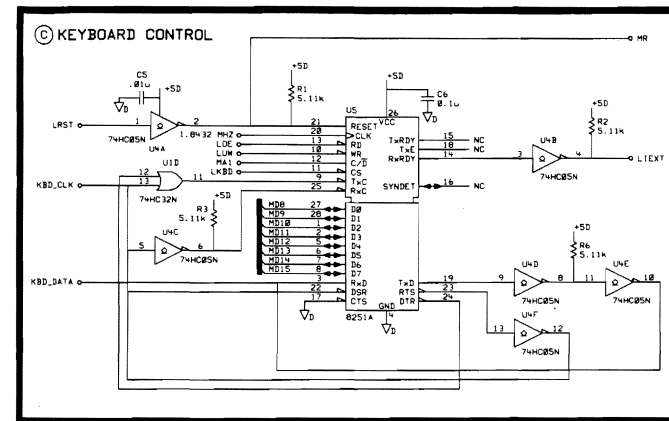 C KEYBOARD CONTROL
MR
+5D
C5
.01u
+5D
R1
5.11k
+5D
C6
0.1u
U5
26
VCC
+5D
R2
5.11k
LRST
1
2
74HC05N
U4A
21
RESET
1.8432 MHZ
20
CLK
LOE
13
RD
LUW
10
WR
MA1
12
C/D
LKBD
11
CS
9
TxC
25
RxC
TxRDY
15
NC
TxE
18
NC
RxRDY
14
SYNDET
16
NC
3
U4B
4
74HC05N
LIEXT
KBD_CLK
12
13
U1D
11
74HC32N
R3
5.11k
5
U4C
6
74HC05N
MD8 27 D0
MD9 28 D1
MD10 1 D2
MD11 2 D3
MD12 5 D4
MD13 6 D5
MD14 7 D6
MD15 8 D7
KBD_DATA
3 RxD
22 DSR
17 CTS
TxD 19
RTS 23
DTR 24
GND
4
8251A
D
9
U4D
8
74HC05N
+5D
R6
5.11k
11
U4E
10
74HC05N
13
U4F
12
74HC05N